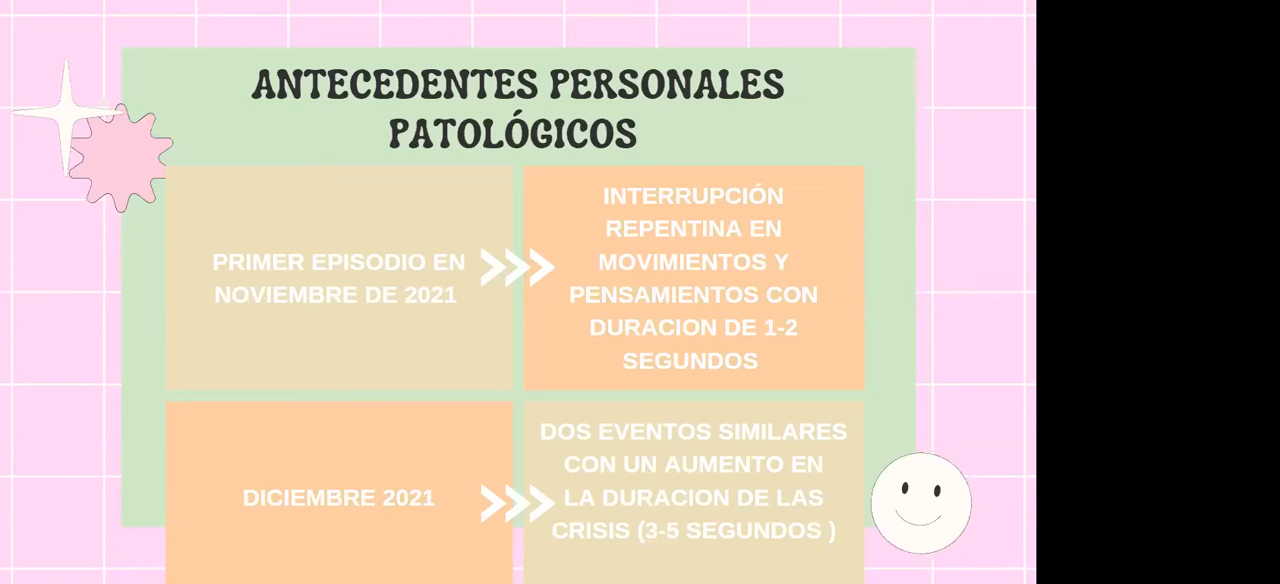 ANTECEDENTES PERSONALES
PATOLÓGICOS
PRIMER EPISODIO EN
NOVIEMBRE DE 2021
INTERRUPCIÓN
REPENTINA EN
MOVIMIENTOS Y
PENSAMIENTOS CON
DURACION DE 1-2
SEGUNDOS
DICIEMBRE 2021
DOS EVENTOS SIMILARES
CON UN AUMENTO EN
LA DURACION DE LAS
CRISIS (3-5 SEGUNDOS )